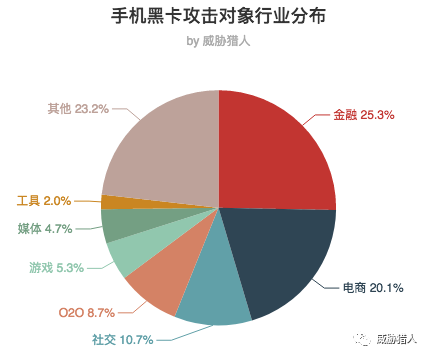 手机黑卡攻击对象行业分布
by 威胁猎人
其他 23.2%
金融 25.3%
工具 2.0%
媒体 4.7%
游戏 5.3%
电商 20.1%
O2O 8.7%
社交 10.7%
威胁猎人